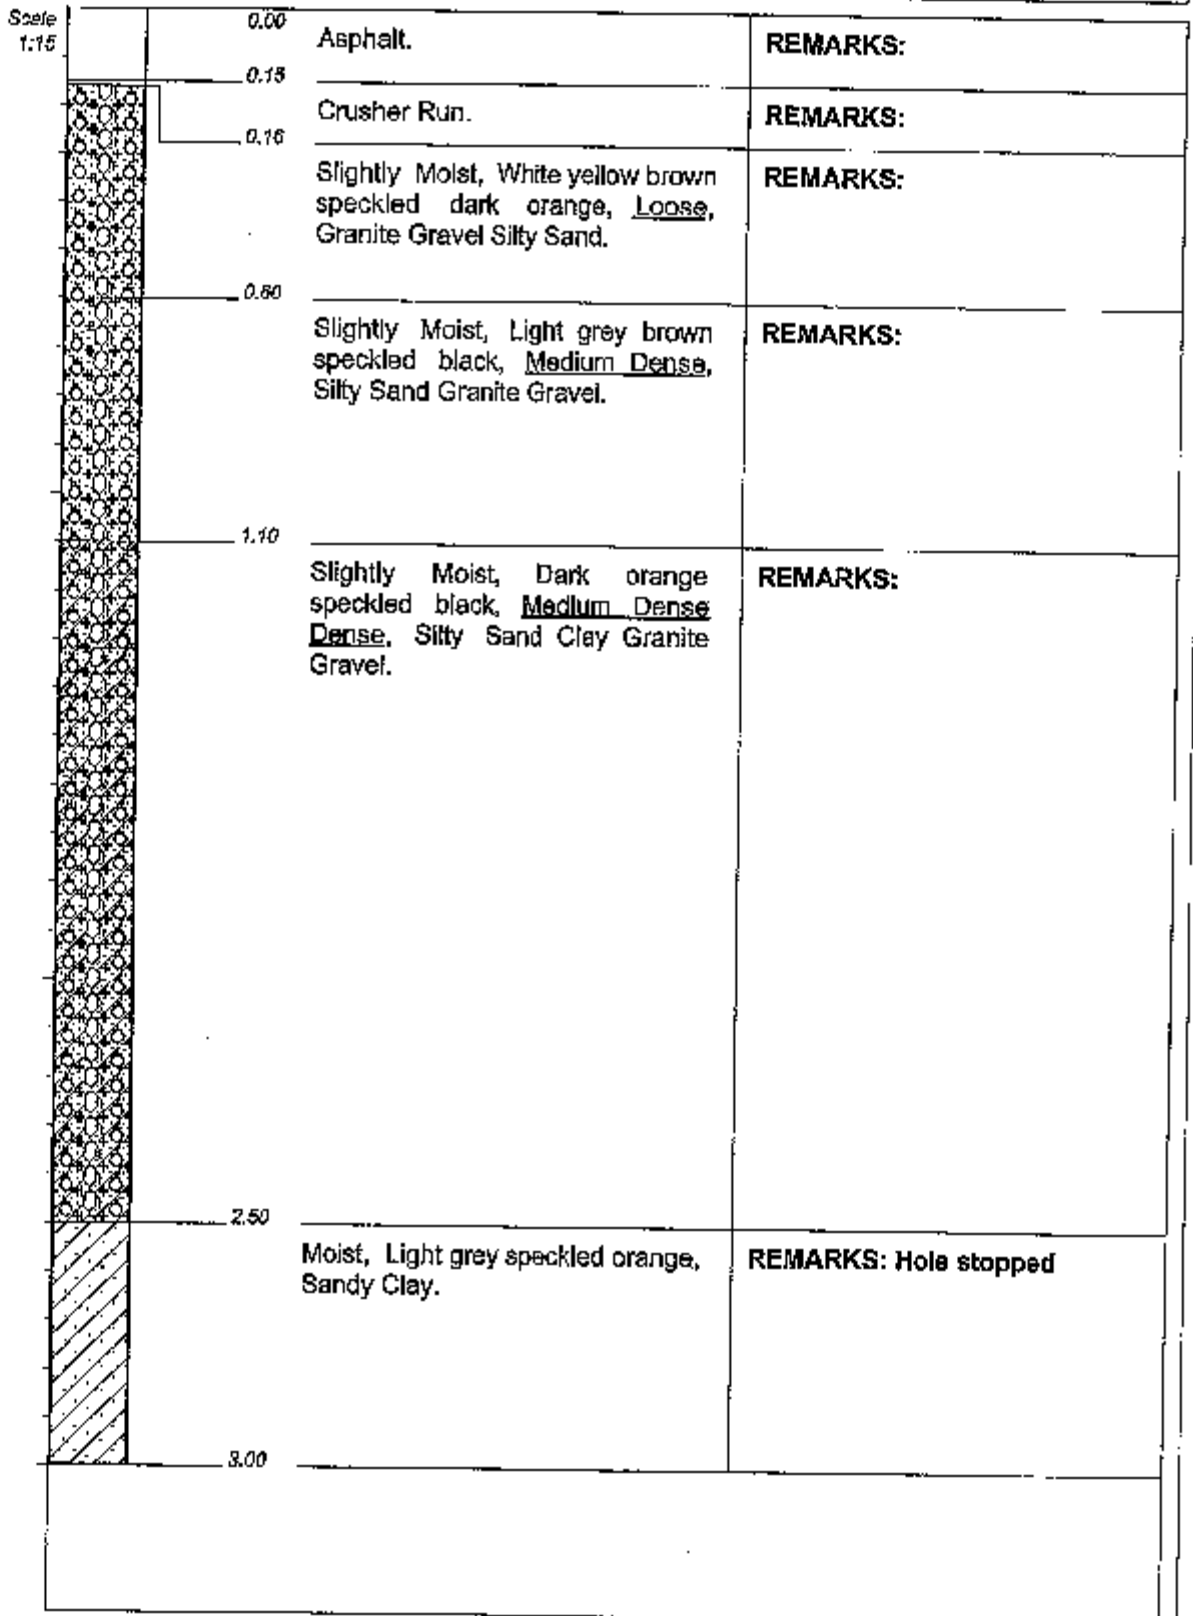 Scale
1:15
0.00
Asphalt.
REMARKS:
0.15
Crusher Run.
REMARKS:
0.16
Slightly Moist, White yellow brown
speckled dark orange, Loose,
Granite Gravel Silty Sand.
REMARKS:
0.60
Slightly Moist, Light grey brown
speckled black, Medium Dense,
Silty Sand Granite Gravel.
REMARKS:
1.10
Slightly Moist, Dark orange
speckled black, Medium Dense
Dense, Silty Sand Clay Granite
Gravel.
REMARKS:
2.50
Moist, Light grey speckled orange,
Sandy Clay.
REMARKS: Hole stopped
3.00